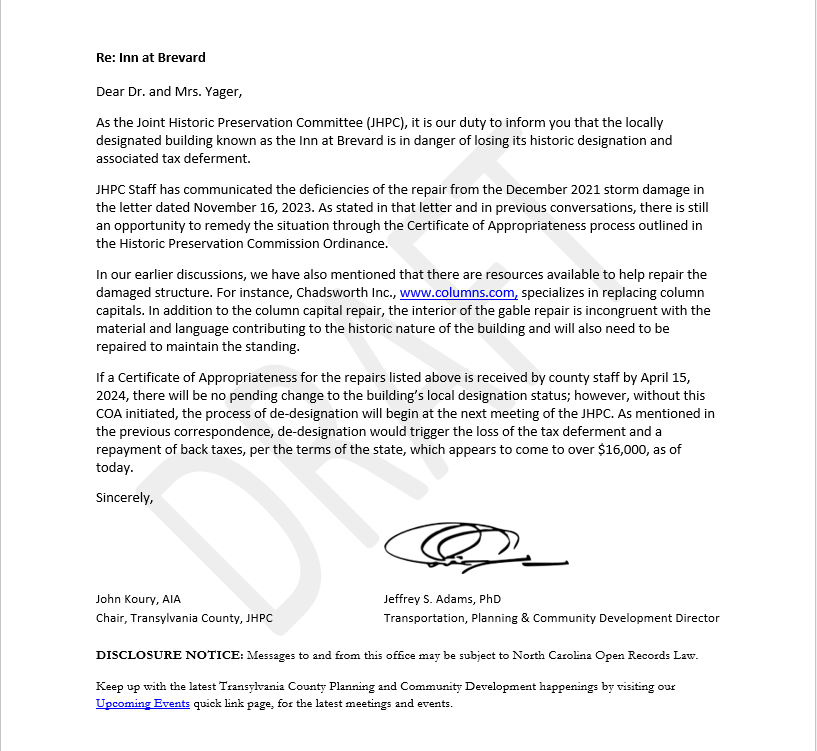 Re: Inn at Brevard
Dear Dr. and Mrs. Yager,
As the Joint Historic Preservation Committee (JHPC), it is our duty to inform you that the locally
designated building known as the Inn at Brevard is in danger of losing its historic designation and
associated tax deferment.
JHPC Staff has communicated the deficiencies of the repair from the December 2021 storm damage in
the letter dated November 16, 2023. As stated in that letter and in previous conversations, there is still
an opportunity to remedy the situation through the Certificate of Appropriateness process outlined in
the Historic Preservation Commission Ordinance.
In our earlier discussions, we have also mentioned that there are resources available to help repair the
damaged structure. For instance, Chadsworth Inc., www.columns.com, specializes in replacing column
capitals. In addition to the column capital repair, the interior of the gable repair is incongruent with the
material and language contributing to the historic nature of the building and will also need to be
repaired to maintain the standing.
If a Certificate of Appropriateness for the repairs listed above is received by county staff by April 15,
2024, there will be no pending change to the building's local designation status; however, without this
COA initiated, the process of de-designation will begin at the next meeting of the JHPC. As mentioned in
the previous correspondence, de-designation would trigger the loss of the tax deferment and a
repayment of back taxes, per the terms of the state, which appears to come to over $16,000, as of
today.
Sincerely,
John Koury, AIA
Chair, Transylvania County, JHPC
Jeffrey S. Adams, PhD
Transportation, Planning & Community Development Director
DISCLOSURE NOTICE: Messages to and from this office may be subject to North Carolina Open Records Law.
Keep up with the latest Transylvania County Planning and Community Development happenings by visiting our
Upcoming Events quick link page, for the latest meetings and events.
DRAFT